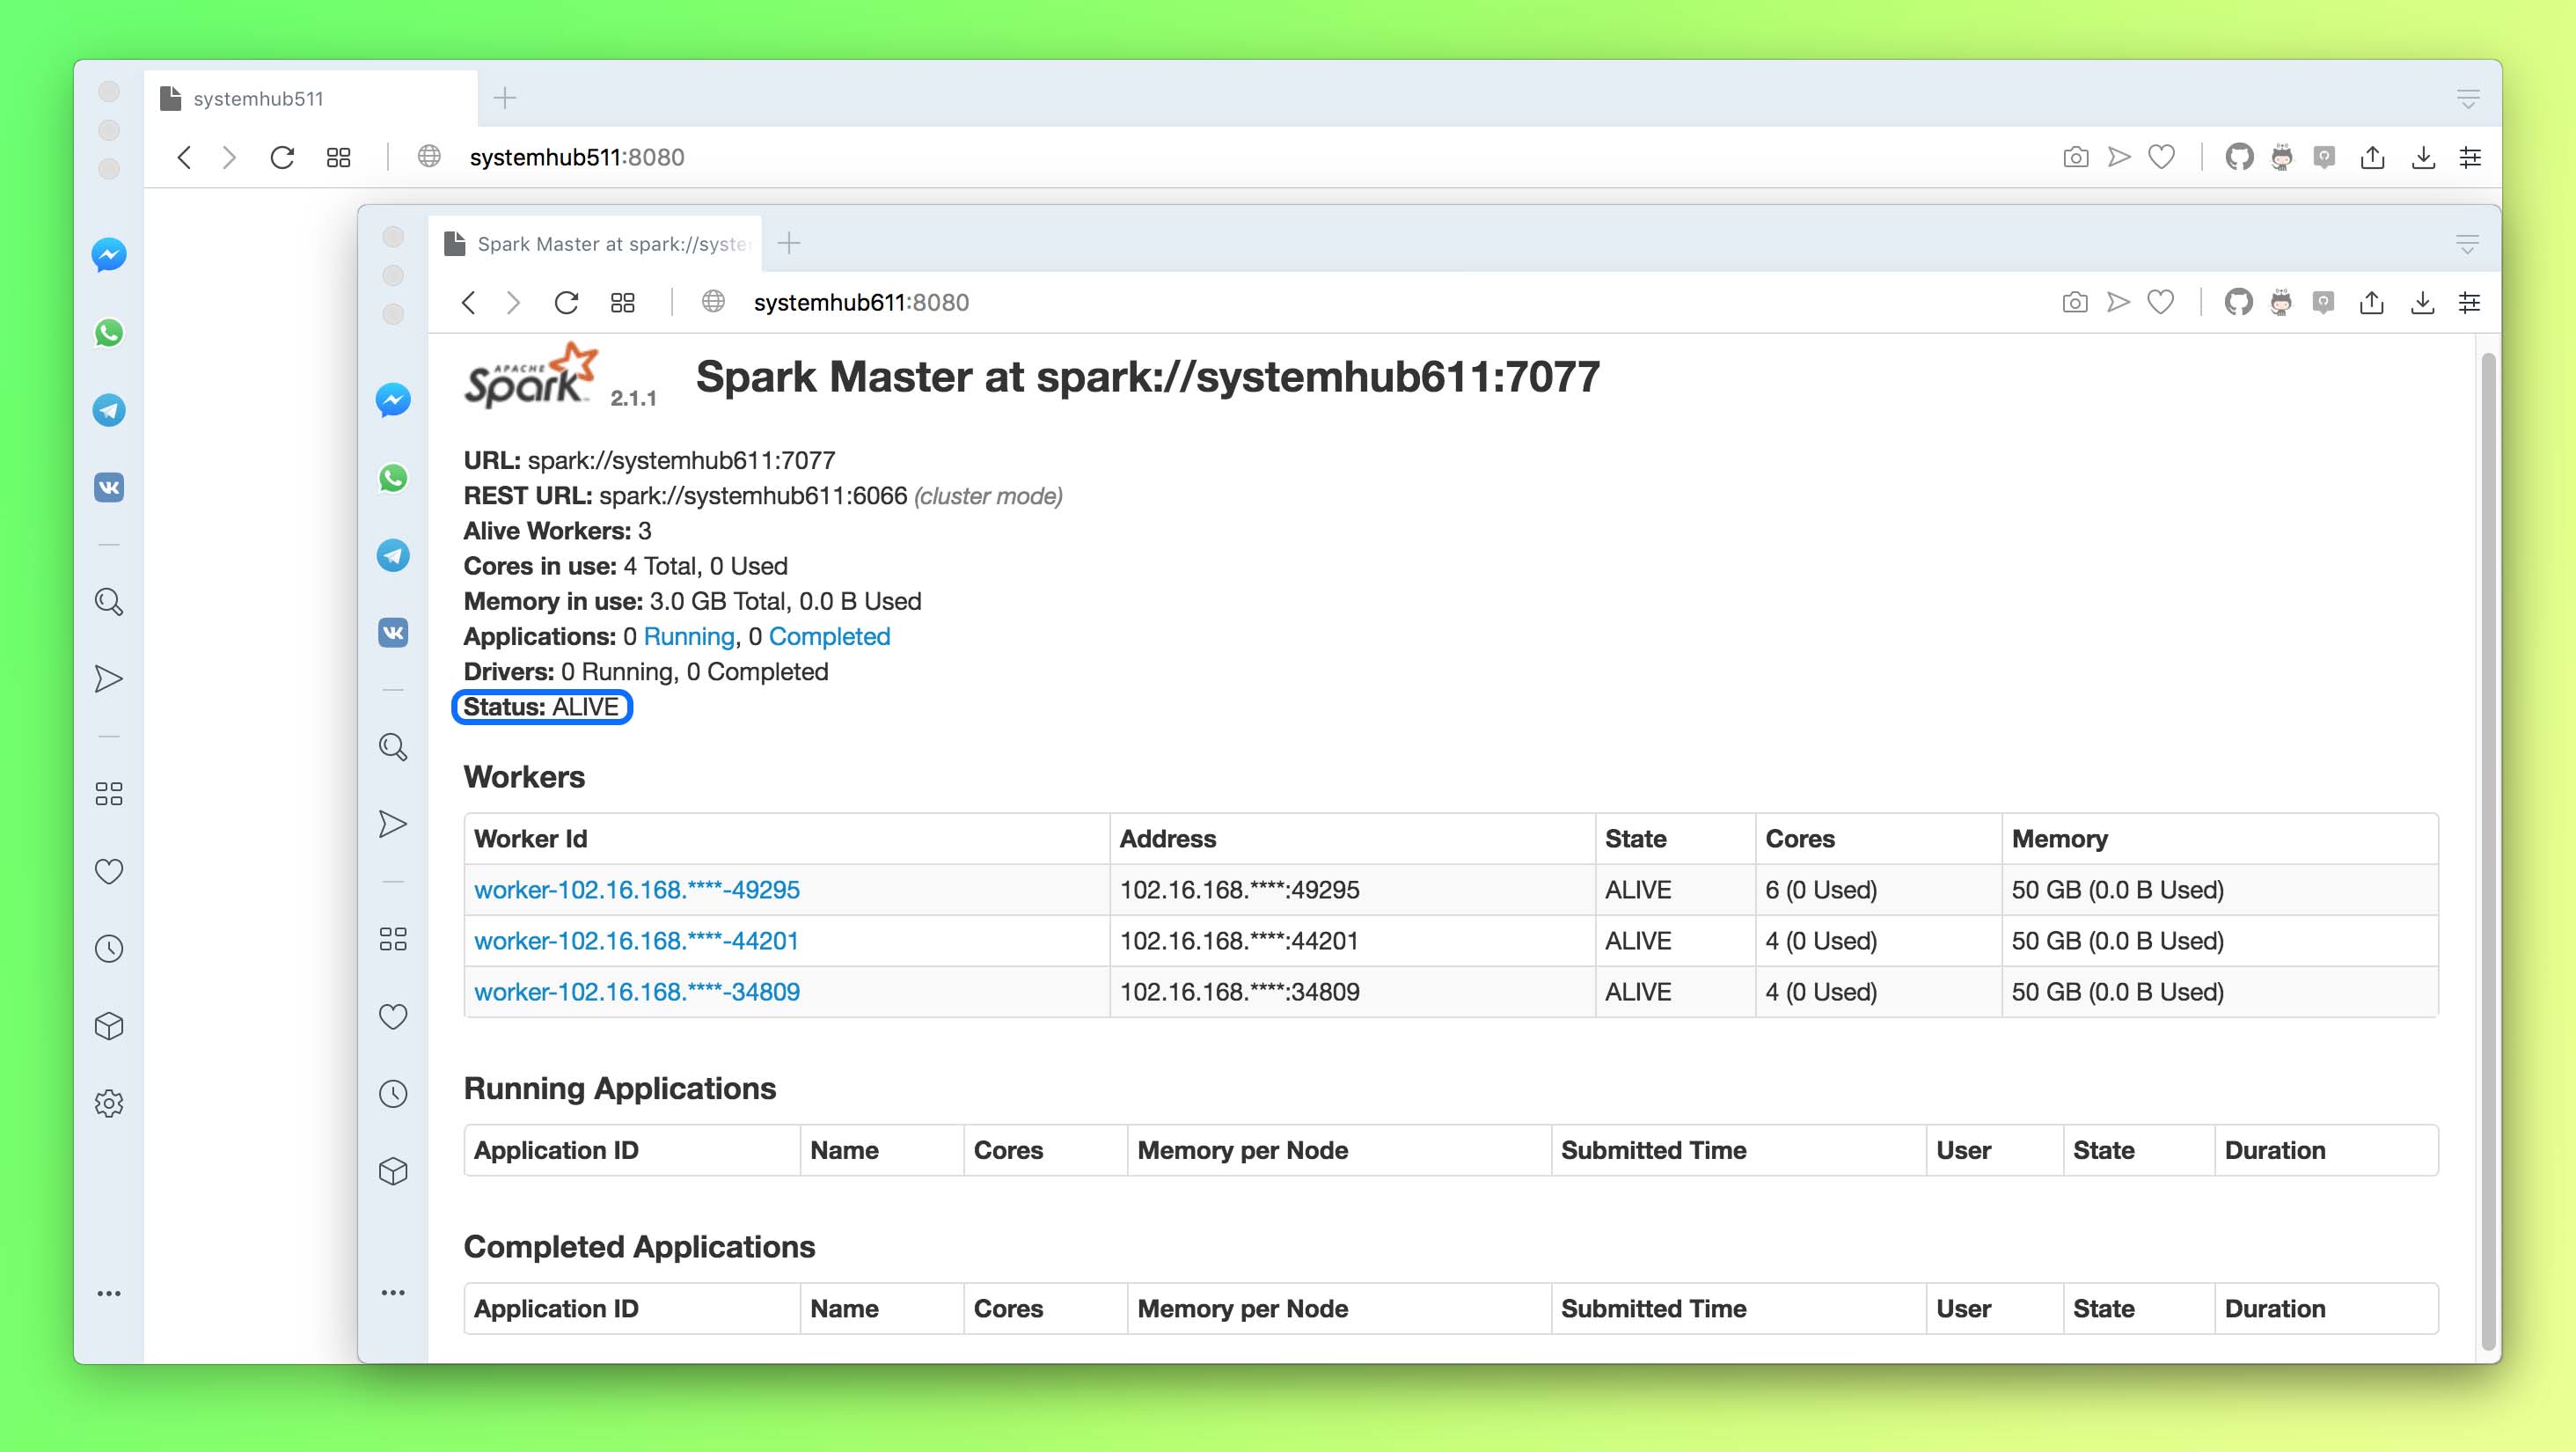 systemhub511
systemhub511:8080
Spark Master at spark://syste
systemhub611:8080
APACHE
Spark 2.1.1
Spark Master at spark://systemhub611:7077
URL: spark://systemhub611:7077
REST URL: spark://systemhub611:6066 (cluster mode)
Alive Workers: 3
Cores in use: 4 Total, 0 Used
Memory in use: 3.0 GB Total, 0.0 B Used
Applications: 0 Running, 0 Completed
Drivers: 0 Running, 0 Completed
Status: ALIVE
Workers
Worker Id Address State Cores Memory
worker-102.16.168.****-49295 102.16.168.****:49295 ALIVE 6 (0 Used) 50 GB (0.0 B Used)
worker-102.16.168.****-44201 102.16.168.****:44201 ALIVE 4 (0 Used) 50 GB (0.0 B Used)
worker-102.16.168.****-34809 102.16.168.****:34809 ALIVE 4 (0 Used) 50 GB (0.0 B Used)
Running Applications
Application ID Name Cores Memory per Node Submitted Time User State Duration
Completed Applications
Application ID Name Cores Memory per Node Submitted Time User State Duration